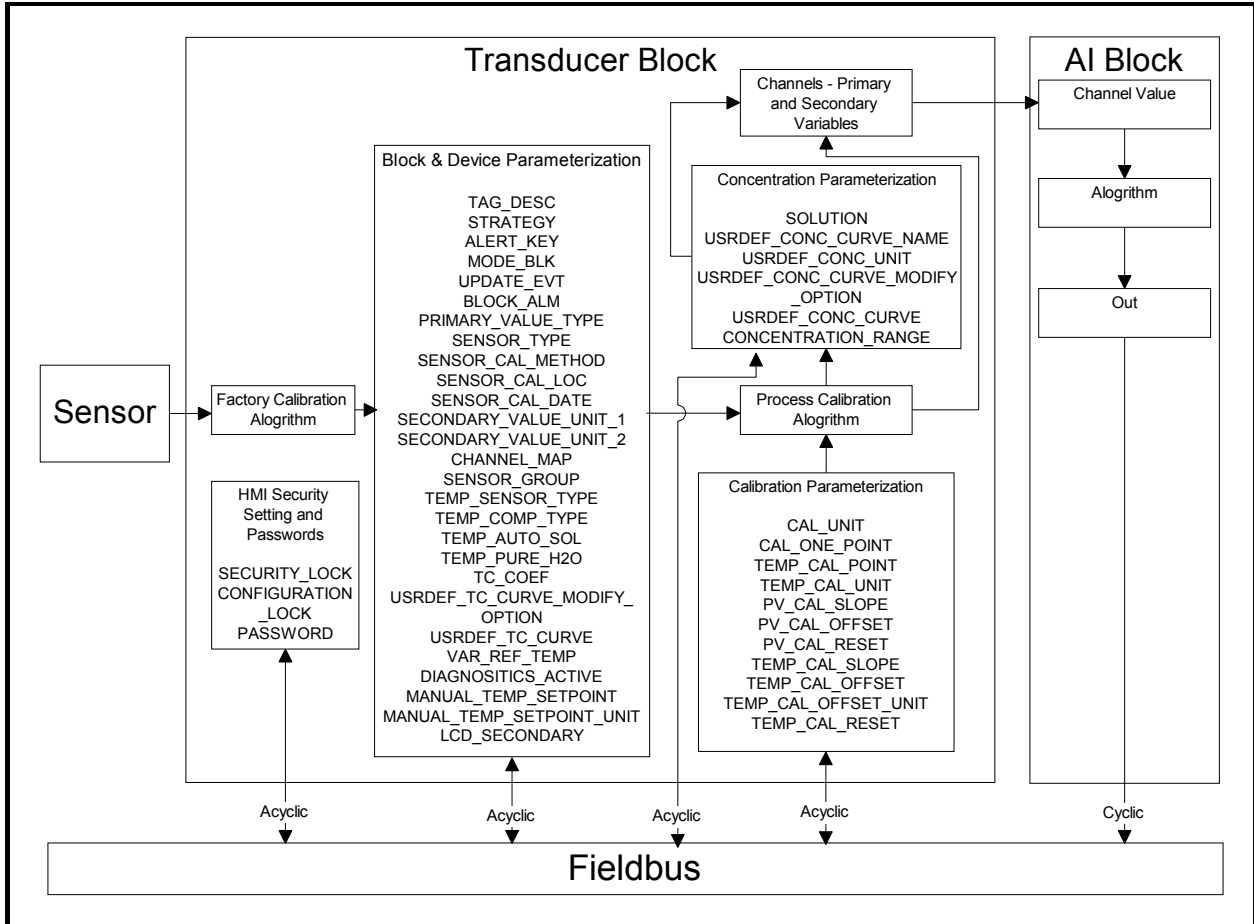 Transducer Block
AI Block
Channels - Primary
and Secondary
Variables
Channel Value
Block & Device Parameterization
TAG_DESC
STRATEGY
ALERT_KEY
MODE_BLK
UPDATE_EVT
BLOCK_ALM
PRIMARY_VALUE_TYPE
SENSOR_TYPE
SENSOR_CAL_METHOD
SENSOR_CAL_LOC
SENSOR_CAL_DATE
SECONDARY_VALUE_UNIT_1
SECONDARY_VALUE_UNIT_2
CHANNEL_MAP
SENSOR_GROUP
TEMP_SENSOR_TYPE
TEMP_COMP_TYPE
TEMP_AUTO_SOL
TEMP_PURE_H2O
TC_COEF
USRDEF_TC_CURVE_MODIFY_
OPTION
USRDEF_TC_CURVE
VAR_REF_TEMP
DIAGNOSITICS_ACTIVE
MANUAL_TEMP_SETPOINT
MANUAL_TEMP_SETPOINT_UNIT
LCD_SECONDARY
Concentration Parameterization
SOLUTION
USRDEF_CONC_CURVE_NAME
USRDEF_CONC_UNIT
USRDEF_CONC_CURVE_MODIFY
_OPTION
USRDEF_CONC_CURVE
CONCENTRATION_RANGE
Alogrithm
Out
Sensor
Factory Calibration
Alogrithm
Process Calibration
Alogrithm
HMI Security
Setting and
Passwords
SECURITY_LOCK
CONFIGURATION
_LOCK
PASSWORD
Calibration Parameterization
CAL_UNIT
CAL_ONE_POINT
TEMP_CAL_POINT
TEMP_CAL_UNIT
PV_CAL_SLOPE
PV_CAL_OFFSET
PV_CAL_RESET
TEMP_CAL_SLOPE
TEMP_CAL_OFFSET
TEMP_CAL_OFFSET_UNIT
TEMP_CAL_RESET
Acyclic
Acyclic
Acyclic
Acyclic
Cyclic
Fieldbus